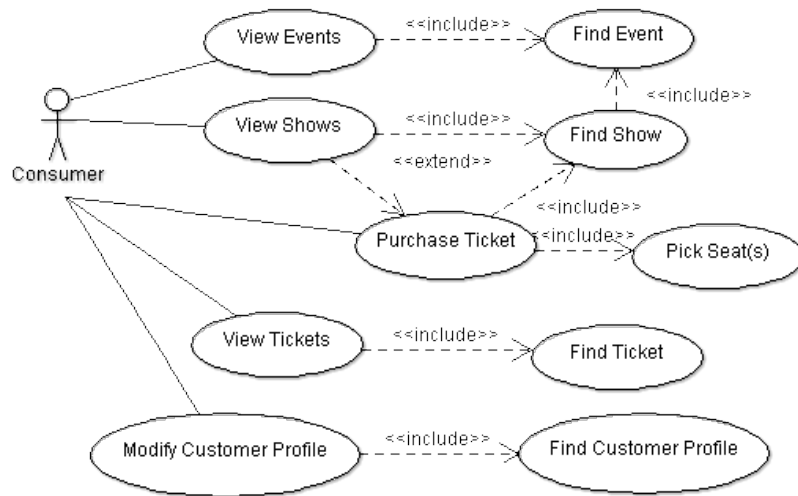 View Events
<<include>>
Find Event
<<include>>
View Shows
<<include>>
Find Show
Consumer
<<extend>>
<<include>>
Purchase Ticket
<<include>>
Pick Seat(s)
View Tickets
<<include>>
Find Ticket
Modify Customer Profile
<<include>>
Find Customer Profile